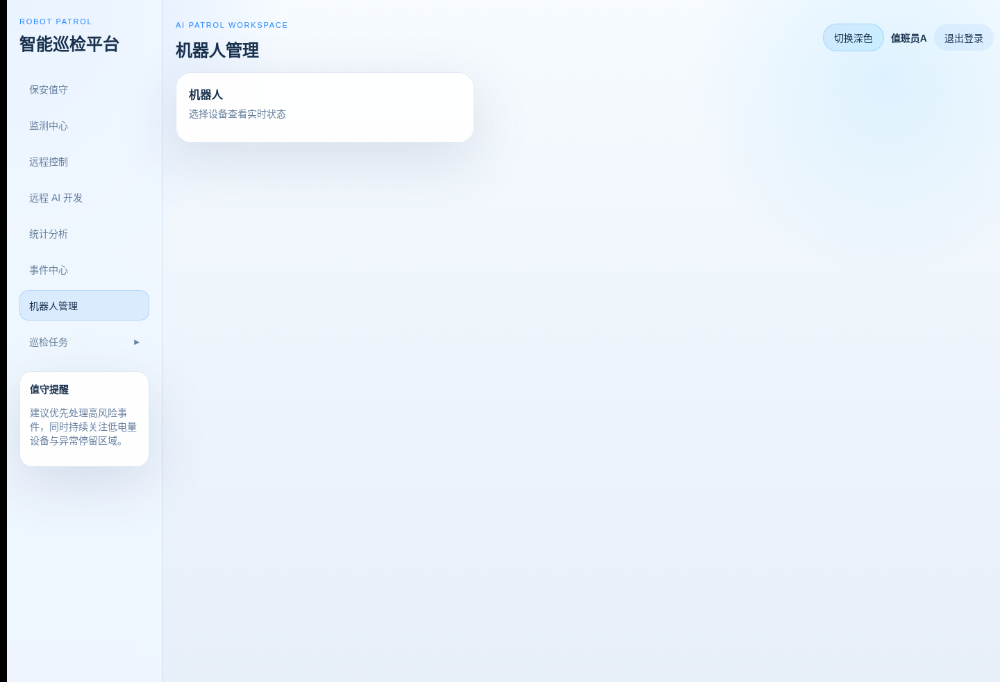 ROBOT PATROL
智能巡检平台
保安值守
监测中心
远程控制
远程 AI 开发
统计分析
事件中心
机器人管理
巡检任务
值守提醒
建议优先处理高风险事
件，同时持续关注低电量
设备与异常停留区域。
AI PATROL WORKSPACE
机器人管理
切换深色
值班员A
退出登录
机器人
选择设备查看实时状态